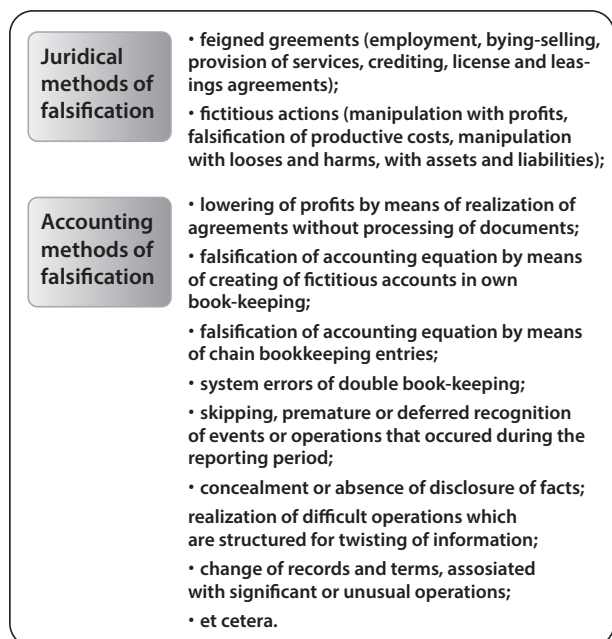 Juridical
methods of
falsification
• feigned greements (employment, bying-selling,
provision of services, crediting, license and leas-
ings agreements);
• fictitious actions (manipulation with profits,
falsification of productive costs, manipulation
with looses and harms, with assets and liabilities);
Accounting
methods of
falsification
• lowering of profits by means of realization of
agreements without processing of documents;
• falsification of accounting equation by means
of creating of fictitious accounts in own
book-keeping;
• falsification of accounting equation by means
of chain bookkeeping entries;
• system errors of double book-keeping;
• skipping, premature or deferred recognition
of events or operations that occured during the
reporting period;
• concealment or absence of disclosure of facts;
realization of difficult operations which
are structured for twisting of information;
• change of records and terms, assosiated
with significant or unusual operations;
• et cetera.